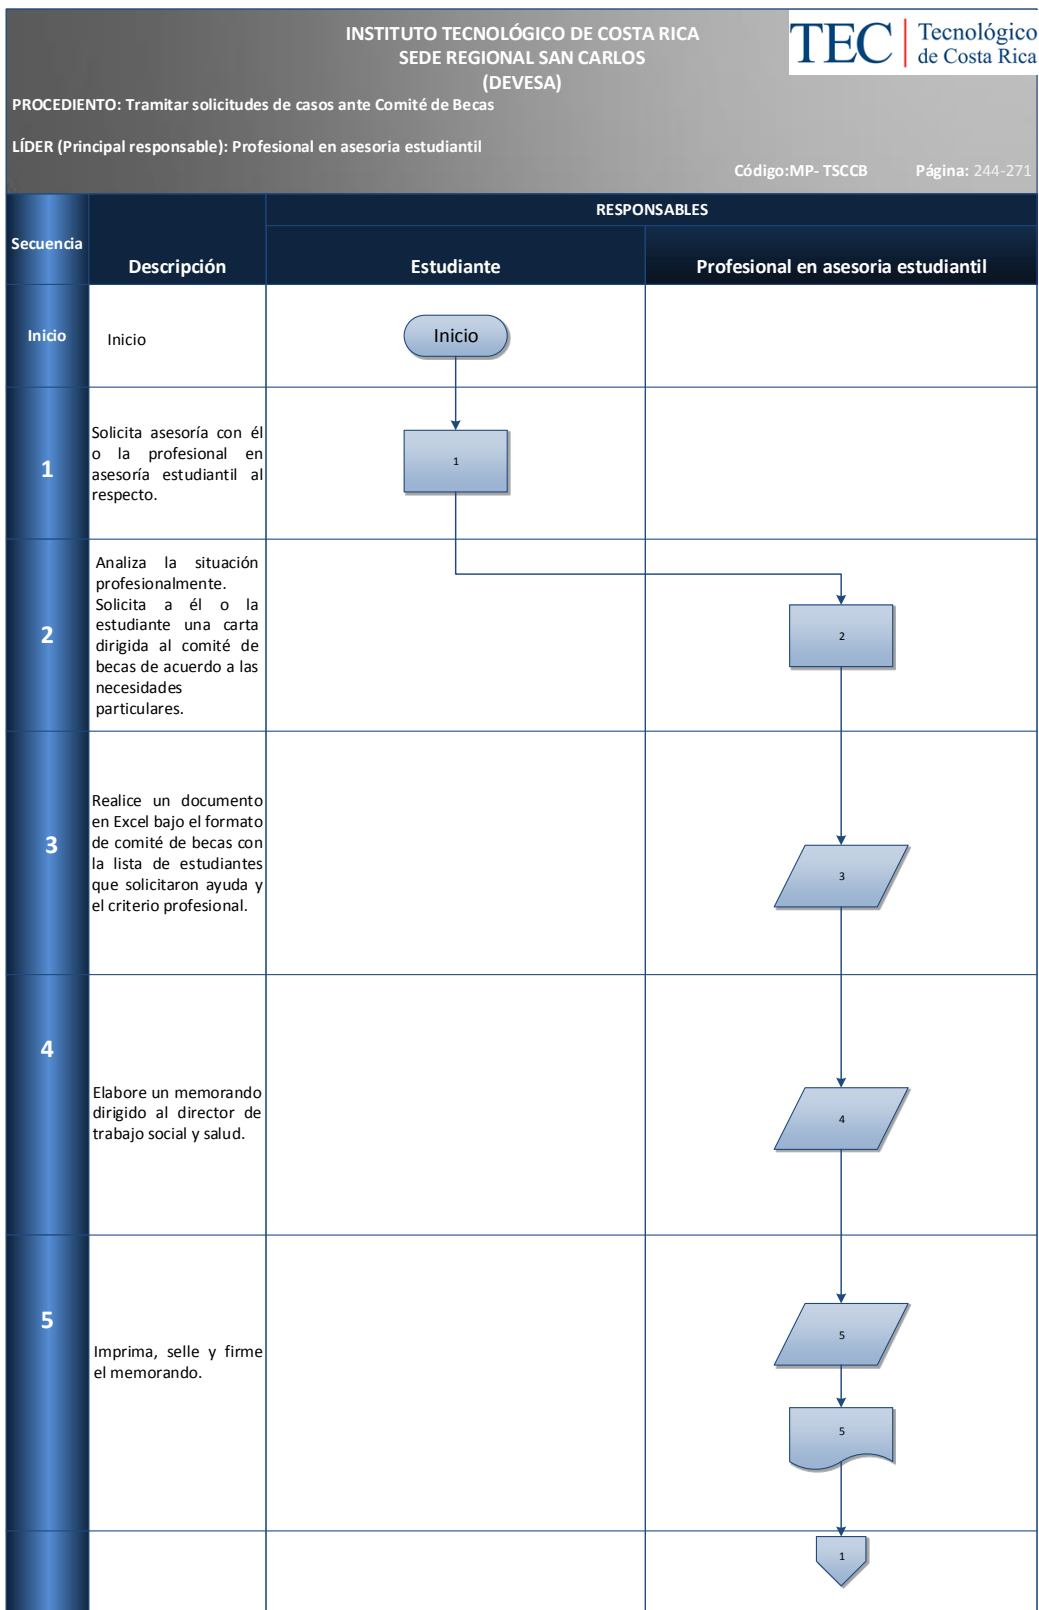 INSTITUTO TECNOLÓGICO DE COSTA RICA
SEDE REGIONAL SAN CARLOS
(DEVESA)
TEC
Tecnológico
de Costa Rica
PROCEDIENTO: Tramitar solicitudes de casos ante Comité de Becas
LÍDER (Principal responsable): Profesional en asesoria estudiantil
Código:MP- TSCCB Página: 244-271
RESPONSABLES
Secuencia
Descripción
Estudiante
Profesional en asesoria estudiantil
Inicio
Inicio
Inicio
1
Solicita asesoría con él
o la profesional en
asesoría estudiantil al
respecto.
1
2
Analiza la situación
profesionalmente.
Solicita a él o la
estudiante una carta
dirigida al comité de
becas de acuerdo a las
necesidades
particulares.
2
3
Realice un documento
en Excel bajo el formato
de comité de becas con
la lista de estudiantes
que solicitaron ayuda y
el criterio profesional.
3
4
Elabore un memorando
dirigido al director de
trabajo social y salud.
4
5
Imprima, selle y firme
el memorando.
5
5
1